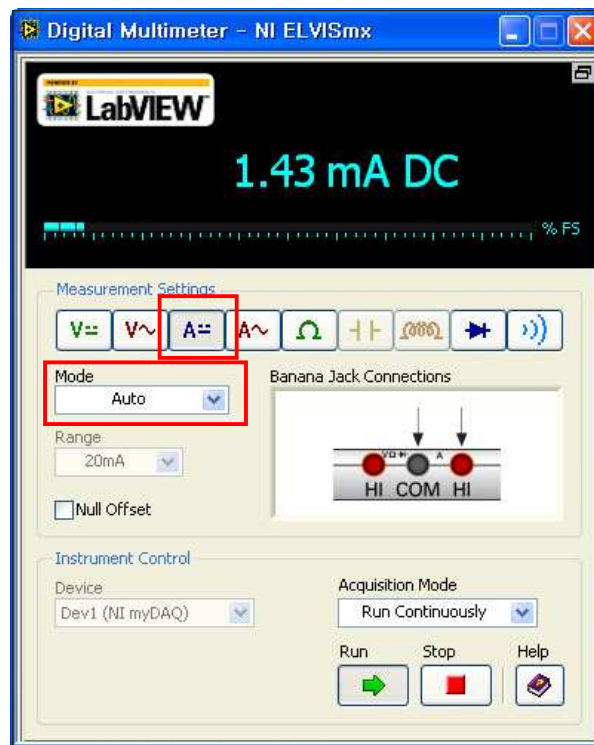 Digital Multimeter - NI ELVISmx
LabVIEW
1.43 mA DC
% FS
Measurement Settings
V
V
A
A
Ω
Mode
Auto
Banana Jack Connections
Range
20mA
VΩ A
HI COM HI
Null Offset
Instrument Control
Device
Acquisition Mode
Dev1 (NI myDAQ)
Run Continuously
Run Stop Help